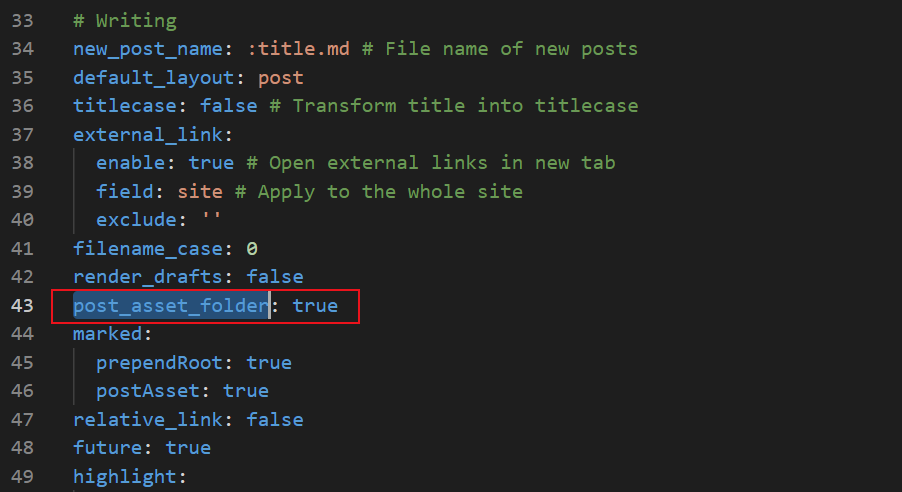 33 # Writing
34 new_post_name: :title.md # File name of new posts
35 default_layout: post
36 titlecase: false # Transform title into titlecase
37 external_link:
38   enable: true # Open external links in new tab
39   field: site # Apply to the whole site
40   exclude: ''
41 filename_case: 0
42 render_drafts: false
43 post_asset_folder: true
44 marked:
45   prependRoot: true
46   postAsset: true
47 relative_link: false
48 future: true
49 highlight: